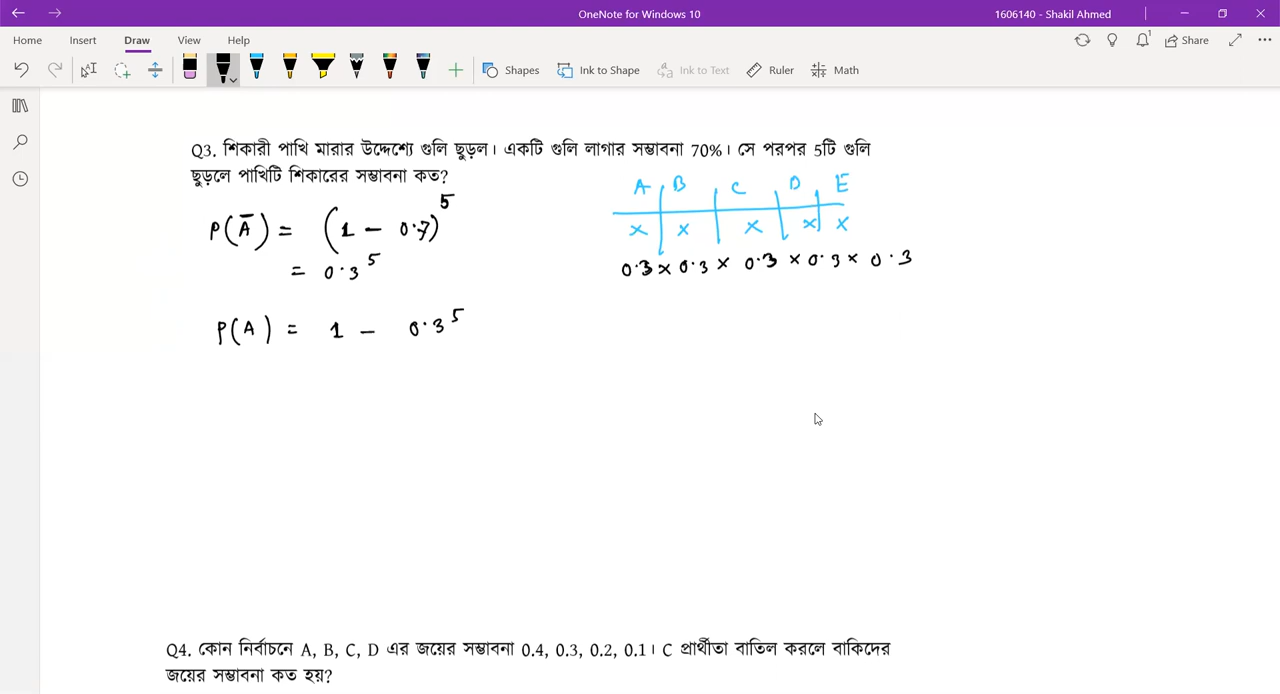 OneNote for Windows 10
1606140 - Shakil Ahmed
Home Insert Draw View Help
Share
Shapes Ink to Shape Ink to Text Ruler Math
Q3. শিকারী পাখি মারার উদ্দেশ্যে গুলি ছুড়ল। একটি গুলি লাগার সম্ভাবনা 70%। সে পরপর 5টি গুলি
ছুড়লে পাখিটি শিকারের সম্ভাবনা কত?
A B C D E
P(Ā) = (1 - 0.7)^5
x x x x x
= 0.3^5
0.3 x 0.3 x 0.3 x 0.3 x 0.3
P(A) = 1 - 0.3^5
Q4. কোন নির্বাচনে A, B, C, D এর জয়ের সম্ভাবনা 0.4, 0.3, 0.2, 0.1। C প্রার্থীতা বাতিল করলে বাকিদের
জয়ের সম্ভাবনা কত হয়?